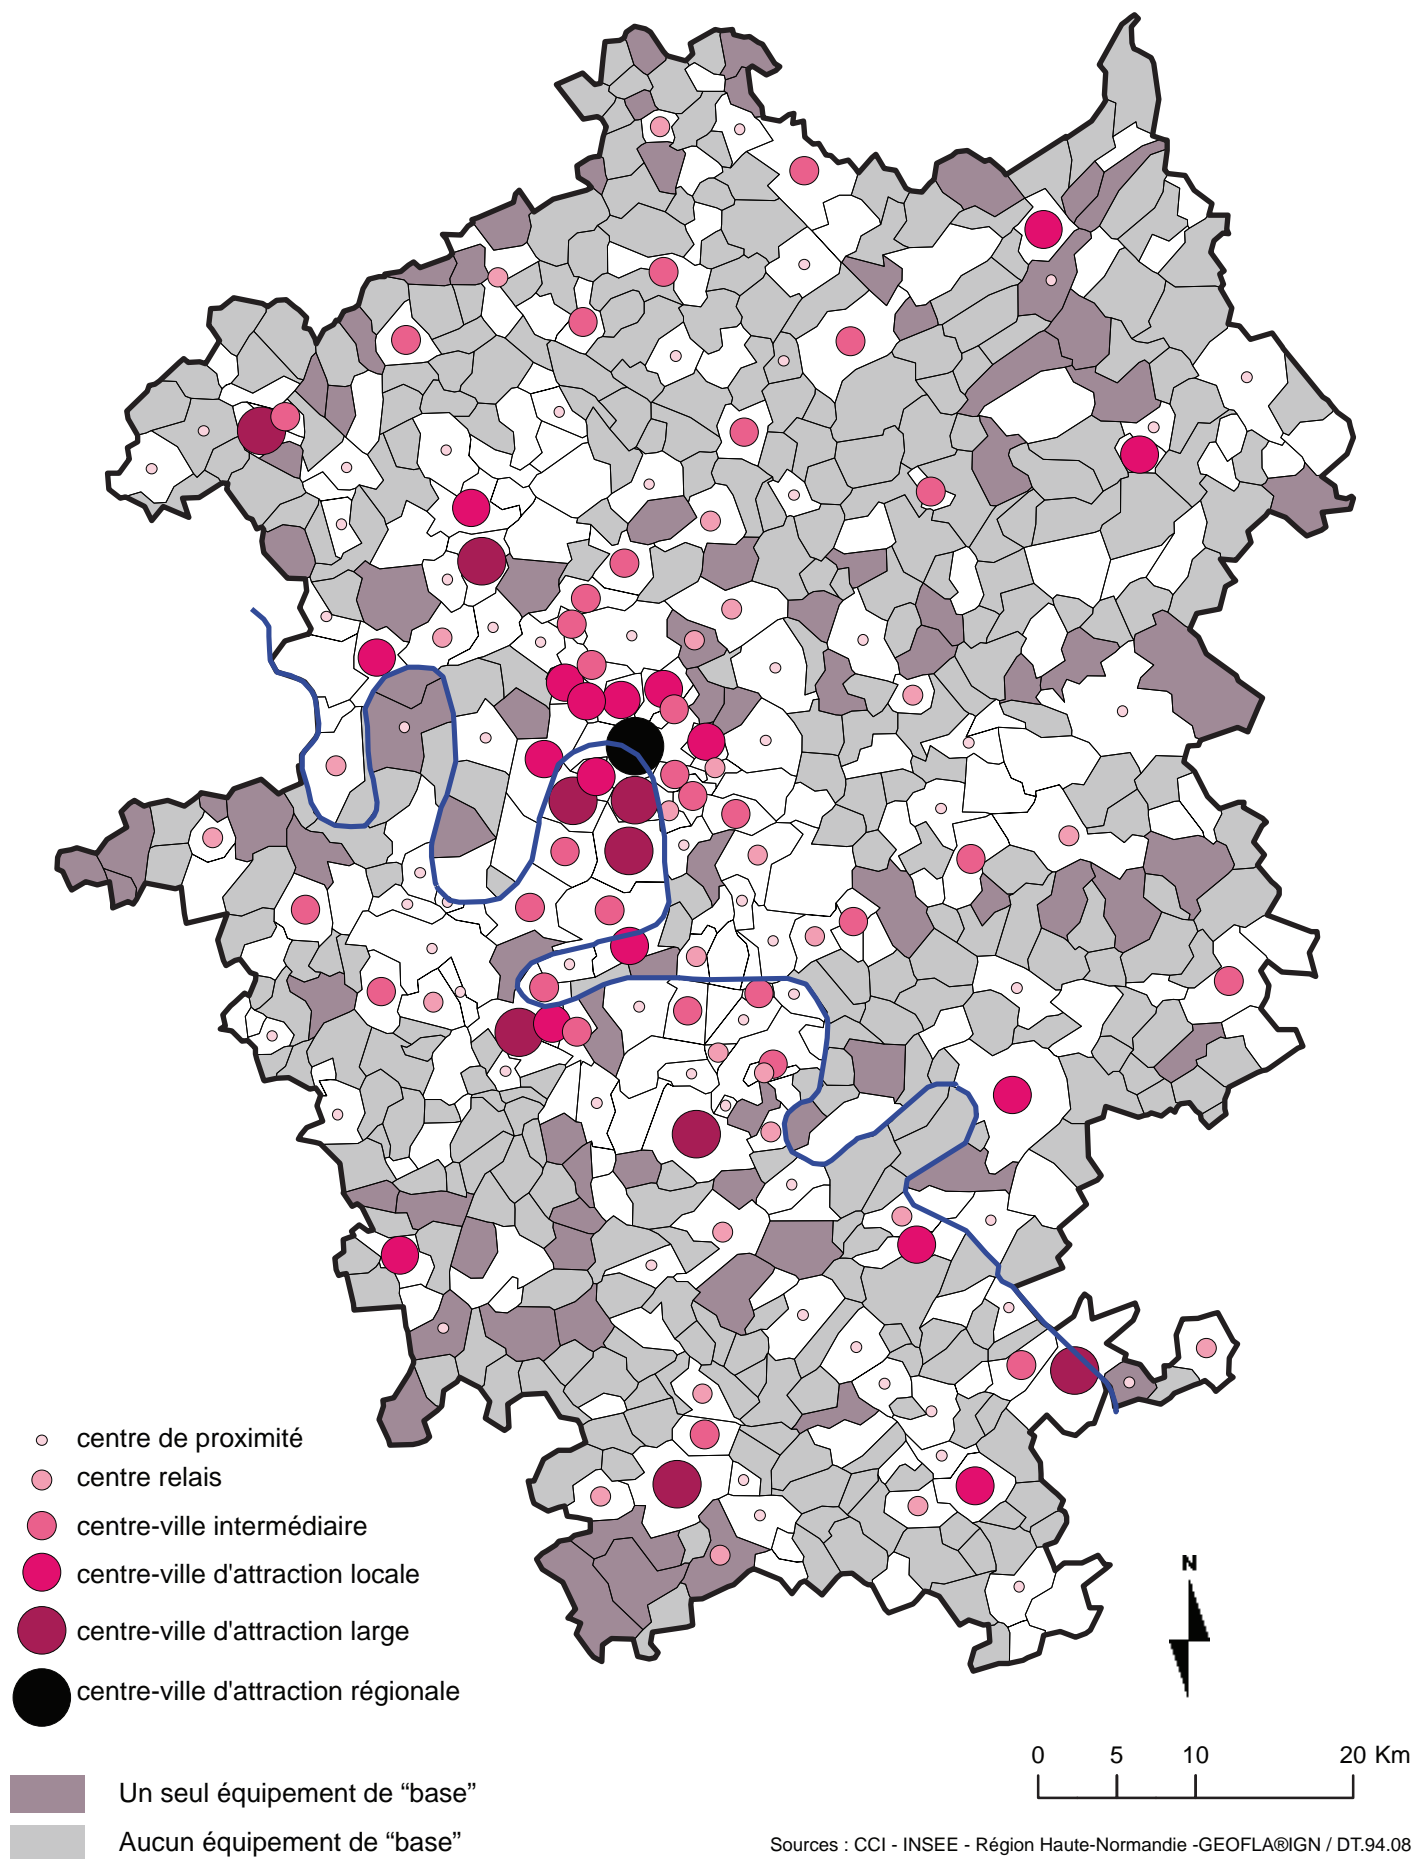 centre de proximité
centre relais
centre-ville intermédiaire
centre-ville d'attraction locale
centre-ville d'attraction large
centre-ville d'attraction régionale
N
0 5 10 20 Km
Un seul équipement de “base”
Aucun équipement de “base”
Sources : CCI - INSEE - Région Haute-Normandie -GEOFLA®IGN / DT.94.08